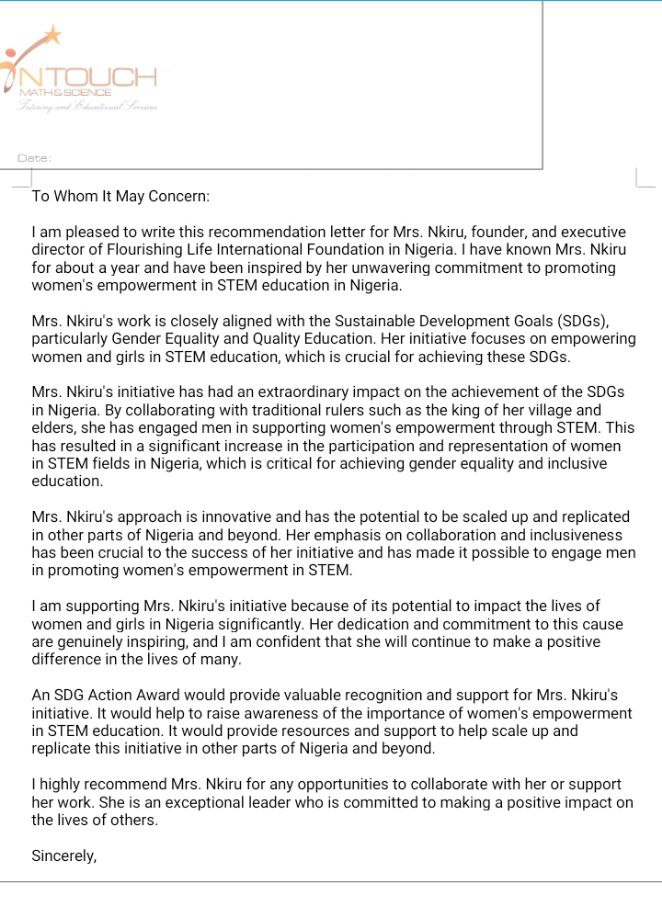 INTOUCH
MATH & SCIENCE
Tutoring and Educational Services
Date:
To Whom It May Concern:
I am pleased to write this recommendation letter for Mrs. Nkiru, founder, and executive
director of Flourishing Life International Foundation in Nigeria. I have known Mrs. Nkiru
for about a year and have been inspired by her unwavering commitment to promoting
women's empowerment in STEM education in Nigeria.
Mrs. Nkiru's work is closely aligned with the Sustainable Development Goals (SDGs),
particularly Gender Equality and Quality Education. Her initiative focuses on empowering
women and girls in STEM education, which is crucial for achieving these SDGs.
Mrs. Nkiru's initiative has had an extraordinary impact on the achievement of the SDGs
in Nigeria. By collaborating with traditional rulers such as the king of her village and
elders, she has engaged men in supporting women's empowerment through STEM. This
has resulted in a significant increase in the participation and representation of women
in STEM fields in Nigeria, which is critical for achieving gender equality and inclusive
education.
Mrs. Nkiru's approach is innovative and has the potential to be scaled up and replicated
in other parts of Nigeria and beyond. Her emphasis on collaboration and inclusiveness
has been crucial to the success of her initiative and has made it possible to engage men
in promoting women's empowerment in STEM.
I am supporting Mrs. Nkiru's initiative because of its potential to impact the lives of
women and girls in Nigeria significantly. Her dedication and commitment to this cause
are genuinely inspiring, and I am confident that she will continue to make a positive
difference in the lives of many.
An SDG Action Award would provide valuable recognition and support for Mrs. Nkiru's
initiative. It would help to raise awareness of the importance of women's empowerment
in STEM education. It would provide resources and support to help scale up and
replicate this initiative in other parts of Nigeria and beyond.
I highly recommend Mrs. Nkiru for any opportunities to collaborate with her or support
her work. She is an exceptional leader who is committed to making a positive impact on
the lives of others.
Sincerely,